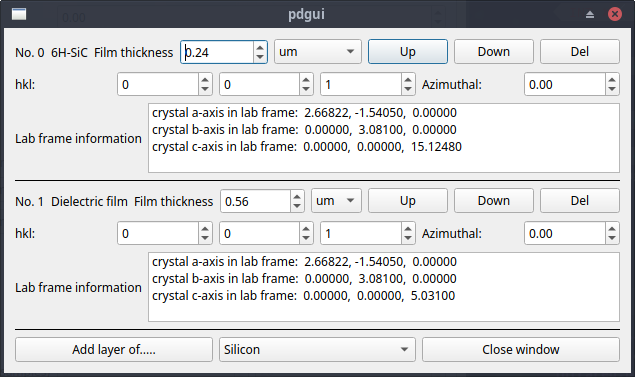 pdgui
No. 0 6H-SiC Film thickness 0.24 um Up Down Del
hkl: 0 0 1 Azimuthal: 0.00
crystal a-axis in lab frame: 2.66822, -1.54050, 0.00000
crystal b-axis in lab frame: 0.00000, 3.08100, 0.00000
Lab frame information
crystal c-axis in lab frame: 0.00000, 0.00000, 15.12480
No. 1 Dielectric film Film thickness 0.56 um Up Down Del
hkl: 0 0 1 Azimuthal: 0.00
crystal a-axis in lab frame: 2.66822, -1.54050, 0.00000
crystal b-axis in lab frame: 0.00000, 3.08100, 0.00000
Lab frame information
crystal c-axis in lab frame: 0.00000, 0.00000, 5.03100
Add layer of..... Silicon Close window